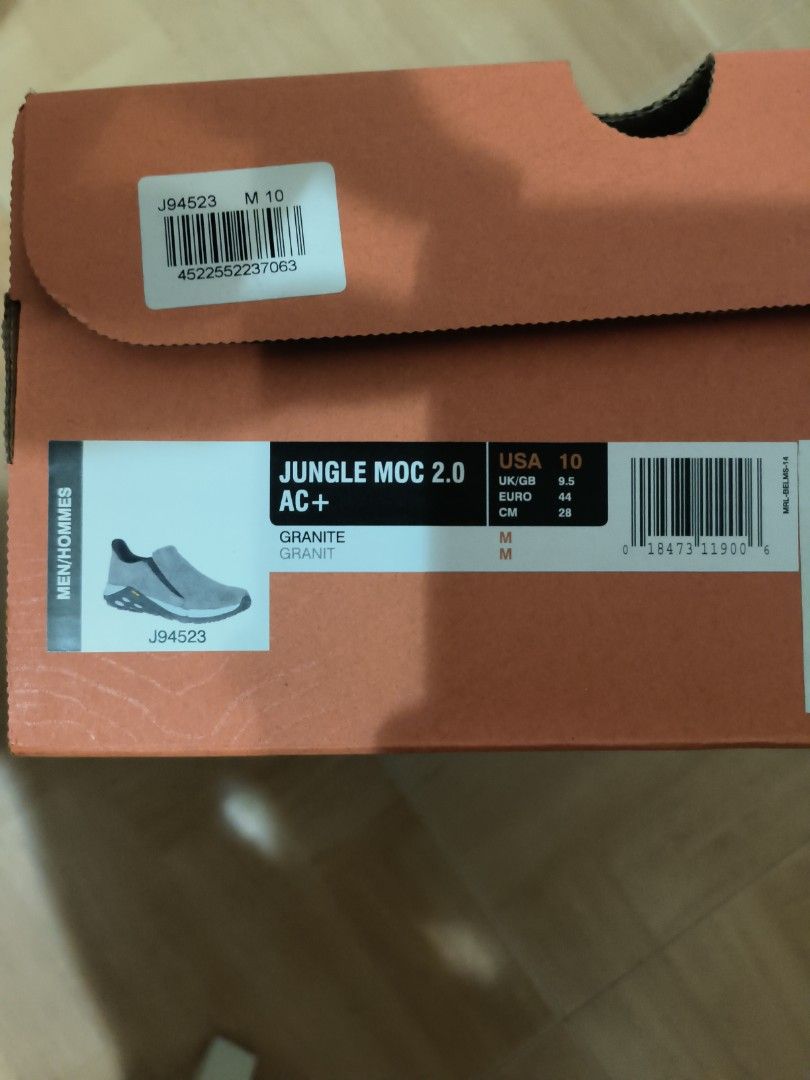 J94523 M 10
4522552237063
MEN/HOMMES
J94523
JUNGLE MOC 2.0
AC+
GRANITE
GRANIT
USA 10
UK/GB 9.5
EURO 44
CM 28
M
M
0 18473 11900 6
MRL-BELMS-14